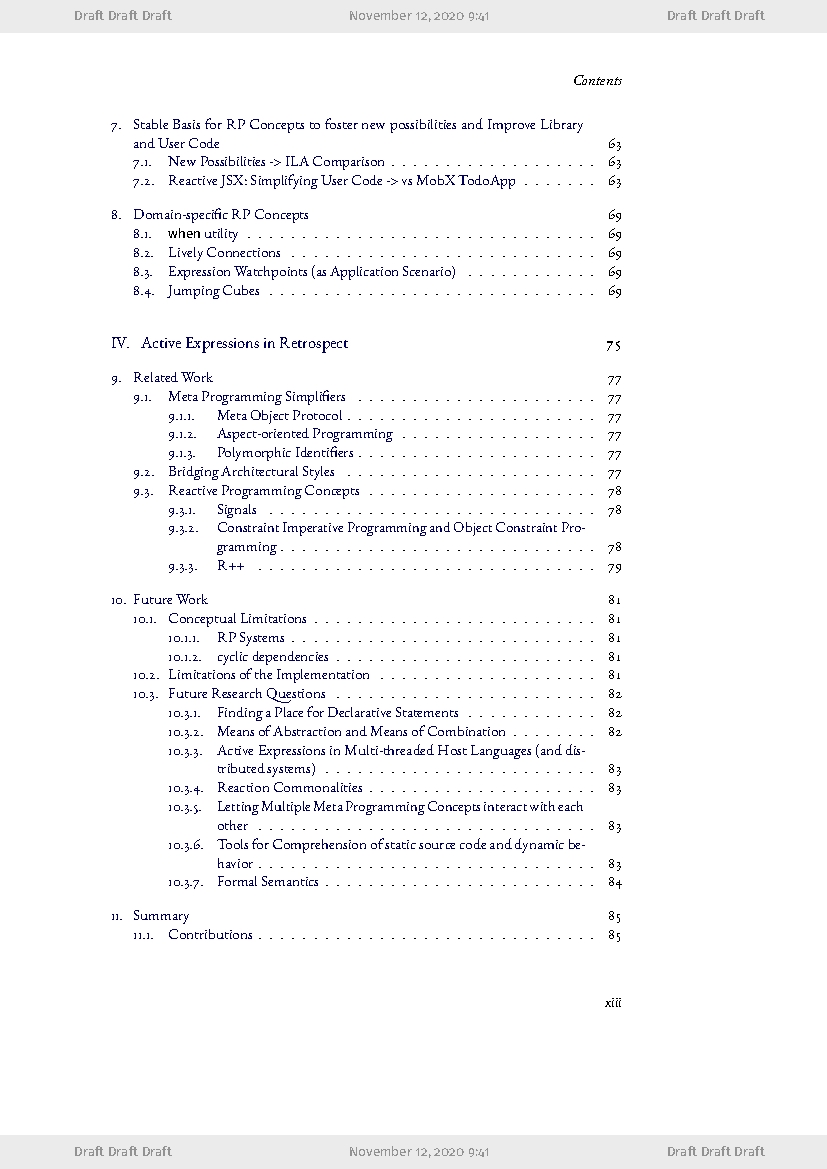 Draft Draft Draft November 12, 2020 9:41 Draft Draft Draft
Contents
7. Stable Basis for RP Concepts to foster new possibilities and Improve Library
and User Code 63
7.1. New Possibilities -> ILA Comparison . . . . . . . . . . . . . . . . . . . 63
7.2. Reactive JSX: Simplifying User Code -> vs MobX TodoApp . . . . . . . 63
8. Domain-specific RP Concepts 69
8.1. when utility . . . . . . . . . . . . . . . . . . . . . . . . . . . . . . . . 69
8.2. Lively Connections . . . . . . . . . . . . . . . . . . . . . . . . . . . . 69
8.3. Expression Watchpoints (as Application Scenario) . . . . . . . . . . . . 69
8.4. Jumping Cubes . . . . . . . . . . . . . . . . . . . . . . . . . . . . . . 69
IV. Active Expressions in Retrospect 75
9. Related Work 77
9.1. Meta Programming Simplifiers . . . . . . . . . . . . . . . . . . . . . . 77
9.1.1. Meta Object Protocol . . . . . . . . . . . . . . . . . . . . . . . 77
9.1.2. Aspect-oriented Programming . . . . . . . . . . . . . . . . . . 77
9.1.3. Polymorphic Identifiers . . . . . . . . . . . . . . . . . . . . . . 77
9.2. Bridging Architectural Styles . . . . . . . . . . . . . . . . . . . . . . . 77
9.3. Reactive Programming Concepts . . . . . . . . . . . . . . . . . . . . . 78
9.3.1. Signals . . . . . . . . . . . . . . . . . . . . . . . . . . . . . . 78
9.3.2. Constraint Imperative Programming and Object Constraint Pro-
gramming . . . . . . . . . . . . . . . . . . . . . . . . . . . . . 78
9.3.3. R++ . . . . . . . . . . . . . . . . . . . . . . . . . . . . . . . 79
10. Future Work 81
10.1. Conceptual Limitations . . . . . . . . . . . . . . . . . . . . . . . . . . 81
10.1.1. RP Systems . . . . . . . . . . . . . . . . . . . . . . . . . . . . 81
10.1.2. cyclic dependencies . . . . . . . . . . . . . . . . . . . . . . . . 81
10.2. Limitations of the Implementation . . . . . . . . . . . . . . . . . . . . 81
10.3. Future Research Questions . . . . . . . . . . . . . . . . . . . . . . . . 82
10.3.1. Finding a Place for Declarative Statements . . . . . . . . . . . . 82
10.3.2. Means of Abstraction and Means of Combination . . . . . . . . 82
10.3.3. Active Expressions in Multi-threaded Host Languages (and dis-
tributed systems) . . . . . . . . . . . . . . . . . . . . . . . . . 83
10.3.4. Reaction Commonalities . . . . . . . . . . . . . . . . . . . . . 83
10.3.5. Letting Multiple Meta Programming Concepts interact with each
other . . . . . . . . . . . . . . . . . . . . . . . . . . . . . . . 83
10.3.6. Tools for Comprehension of static source code and dynamic be-
havior . . . . . . . . . . . . . . . . . . . . . . . . . . . . . . . 83
10.3.7. Formal Semantics . . . . . . . . . . . . . . . . . . . . . . . . . 84
11. Summary 85
11.1. Contributions . . . . . . . . . . . . . . . . . . . . . . . . . . . . . . . 85
xiii
Draft Draft Draft November 12, 2020 9:41 Draft Draft Draft